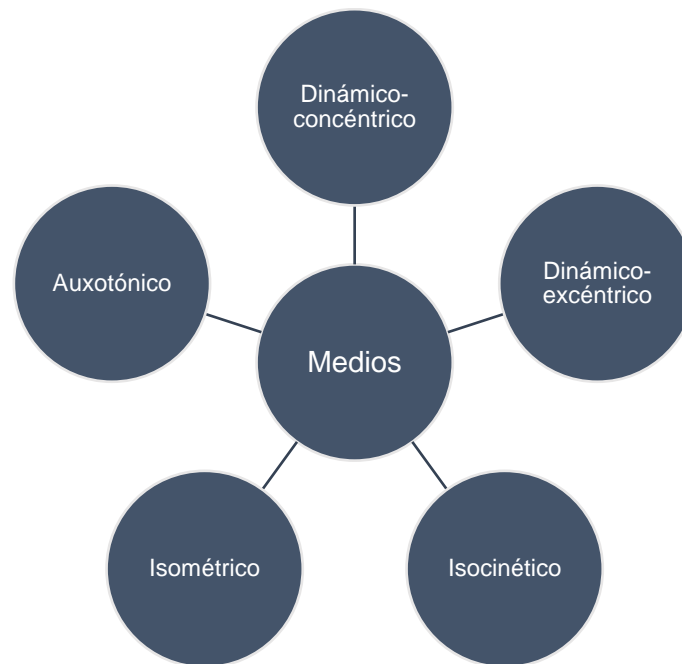 Dinámico-
concéntrico
Auxotónico
Dinámico-
excéntrico
Medios
Isométrico
Isocinético